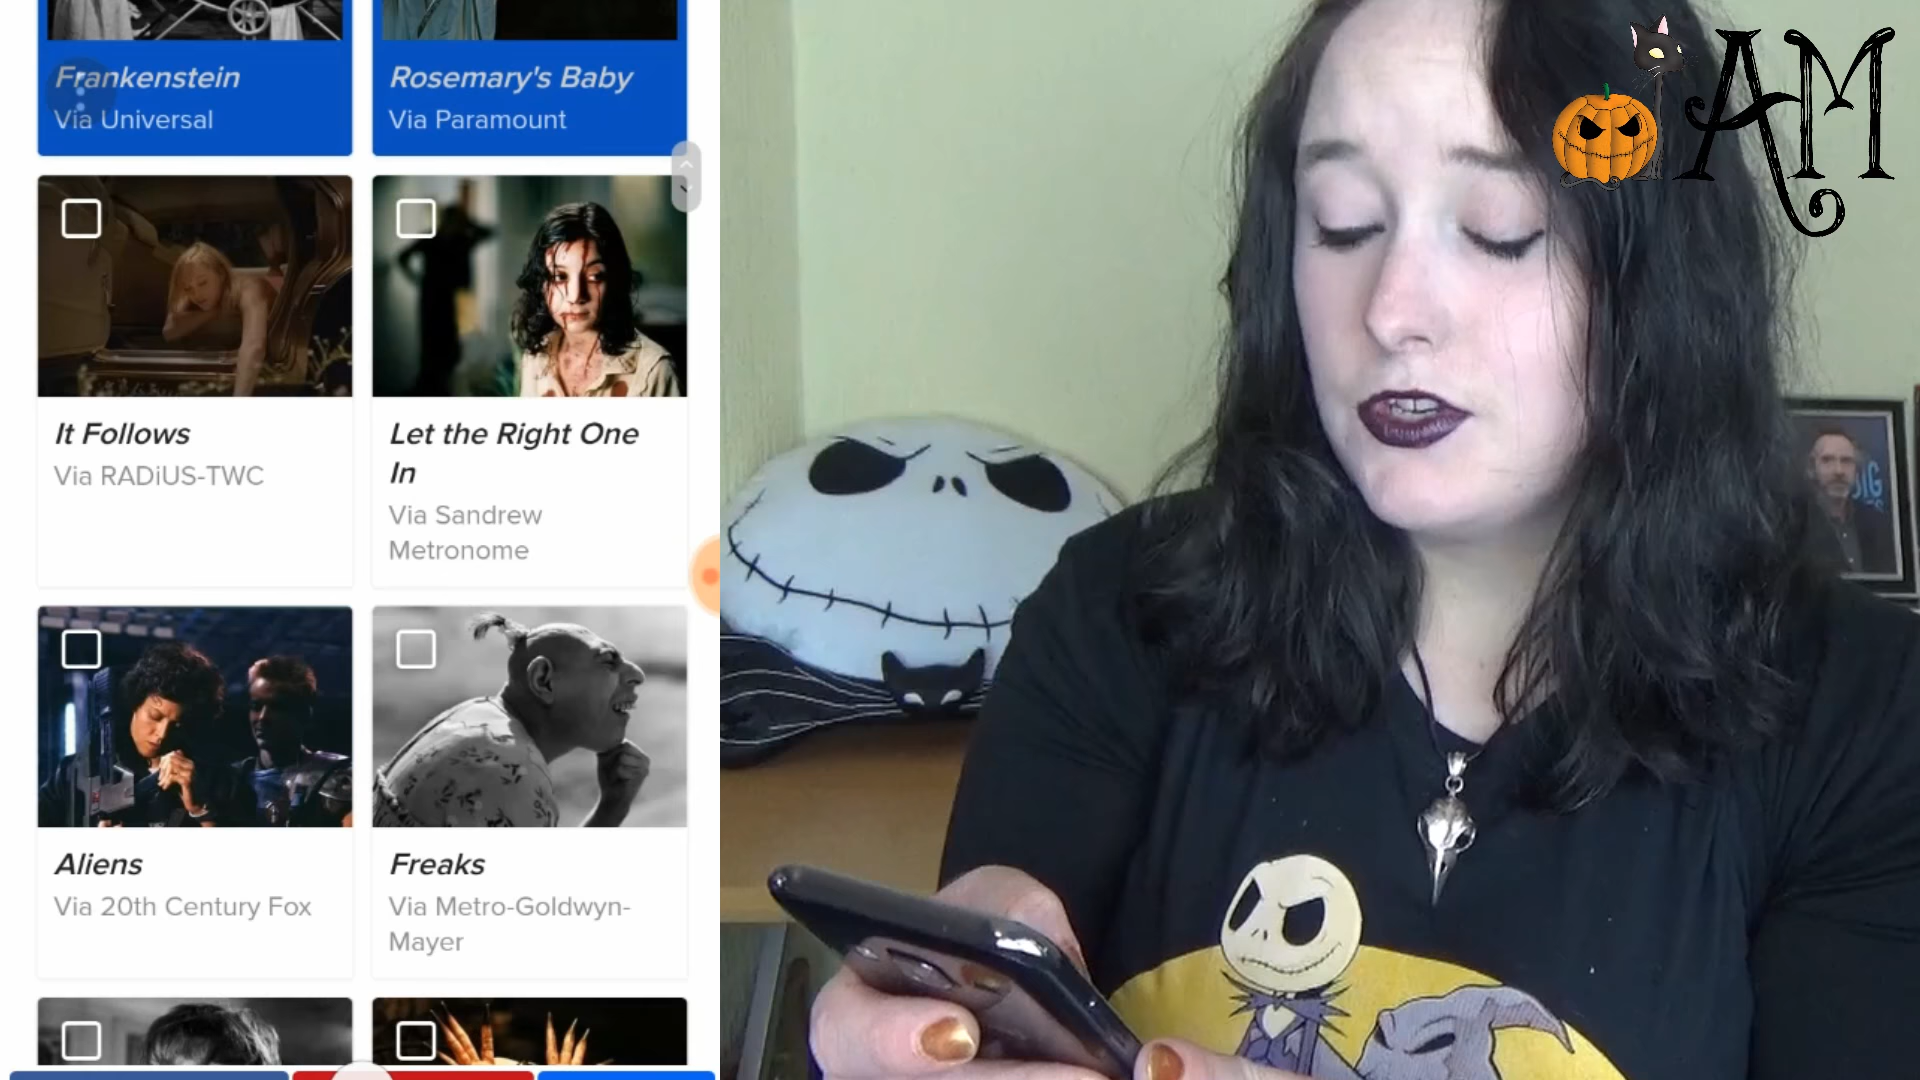 Frankenstein
Via Universal
Rosemary's Baby
Via Paramount
It Follows
Via RADiUS-TWC
Let the Right One
In
Via Sandrew
Metronome
Aliens
Via 20th Century Fox
Freaks
Via Metro-Goldwyn-
Mayer
AM
BIG